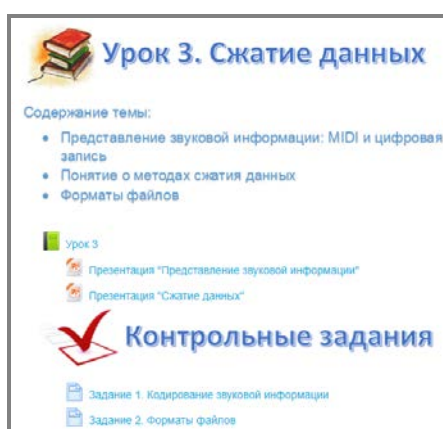 Урок 3. Сжатие данных
Содержание темы:
Представление звуковой информации: MIDI и цифровая
запись
Понятие о методах сжатия данных
Форматы файлов
Урок 3
Презентация "Представление звуковой информации"
Презентация "Сжатие данных"
Контрольные задания
Задание 1. Кодирование звуковой информации
Задание 2. Форматы файлов